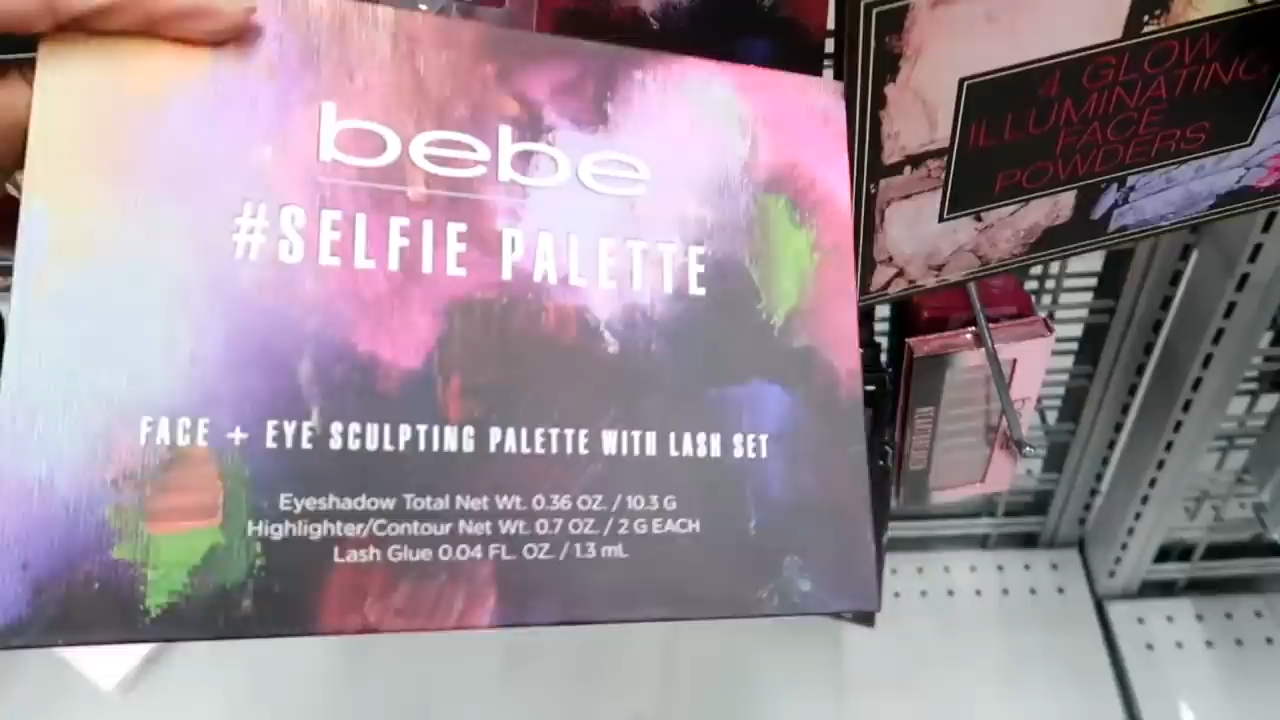 bebe
#SELFIE PALETTE
FACE + EYE SCULPTING PALETTE WITH LASH SET
Eyeshadow Total Net Wt. 0.36 OZ. / 10.3 G
Highlighter/Contour Net Wt. 0.7 OZ. / 2 G EACH
Lash Glue 0.04 FL. OZ. / 1.3 mL
4 GLOW
ILLUMINATING
FACE
POWDERS